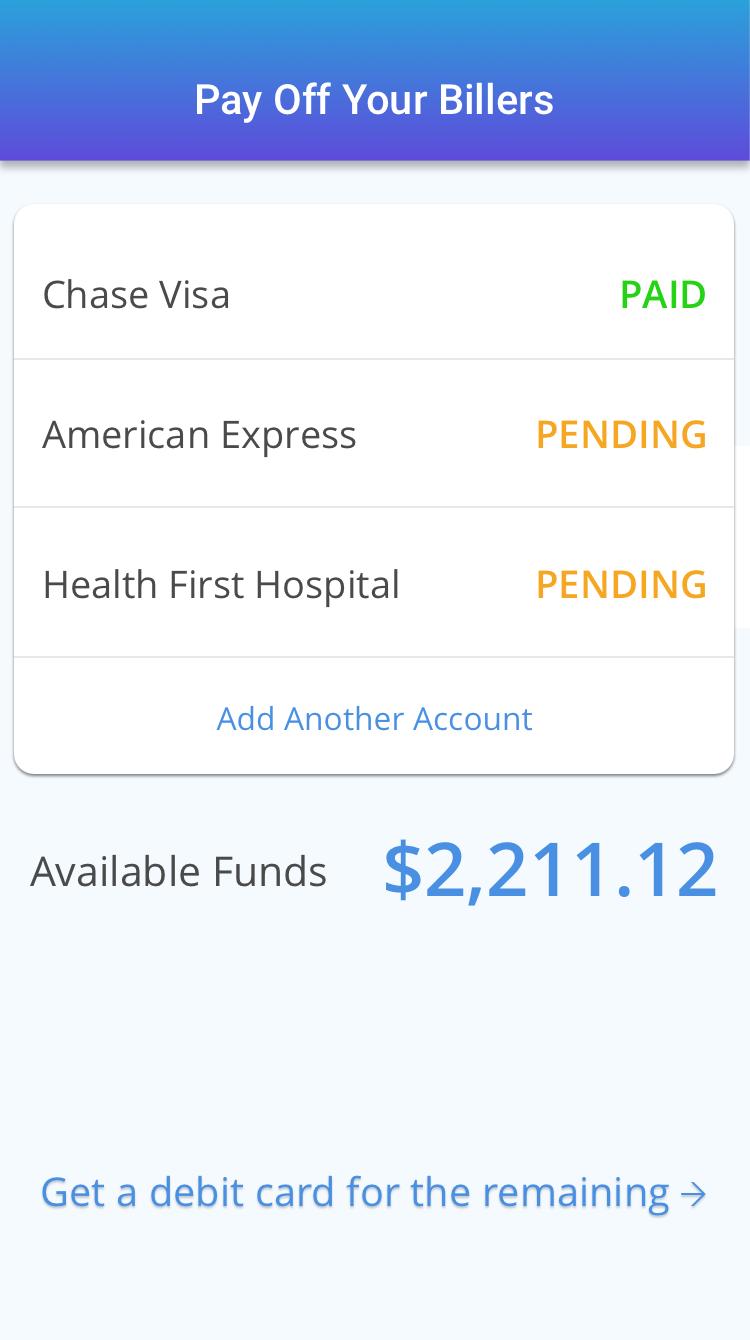 Pay Off Your Billers
Chase Visa PAID
American Express PENDING
Health First Hospital PENDING
Add Another Account
Available Funds $2,211.12
Get a debit card for the remaining →